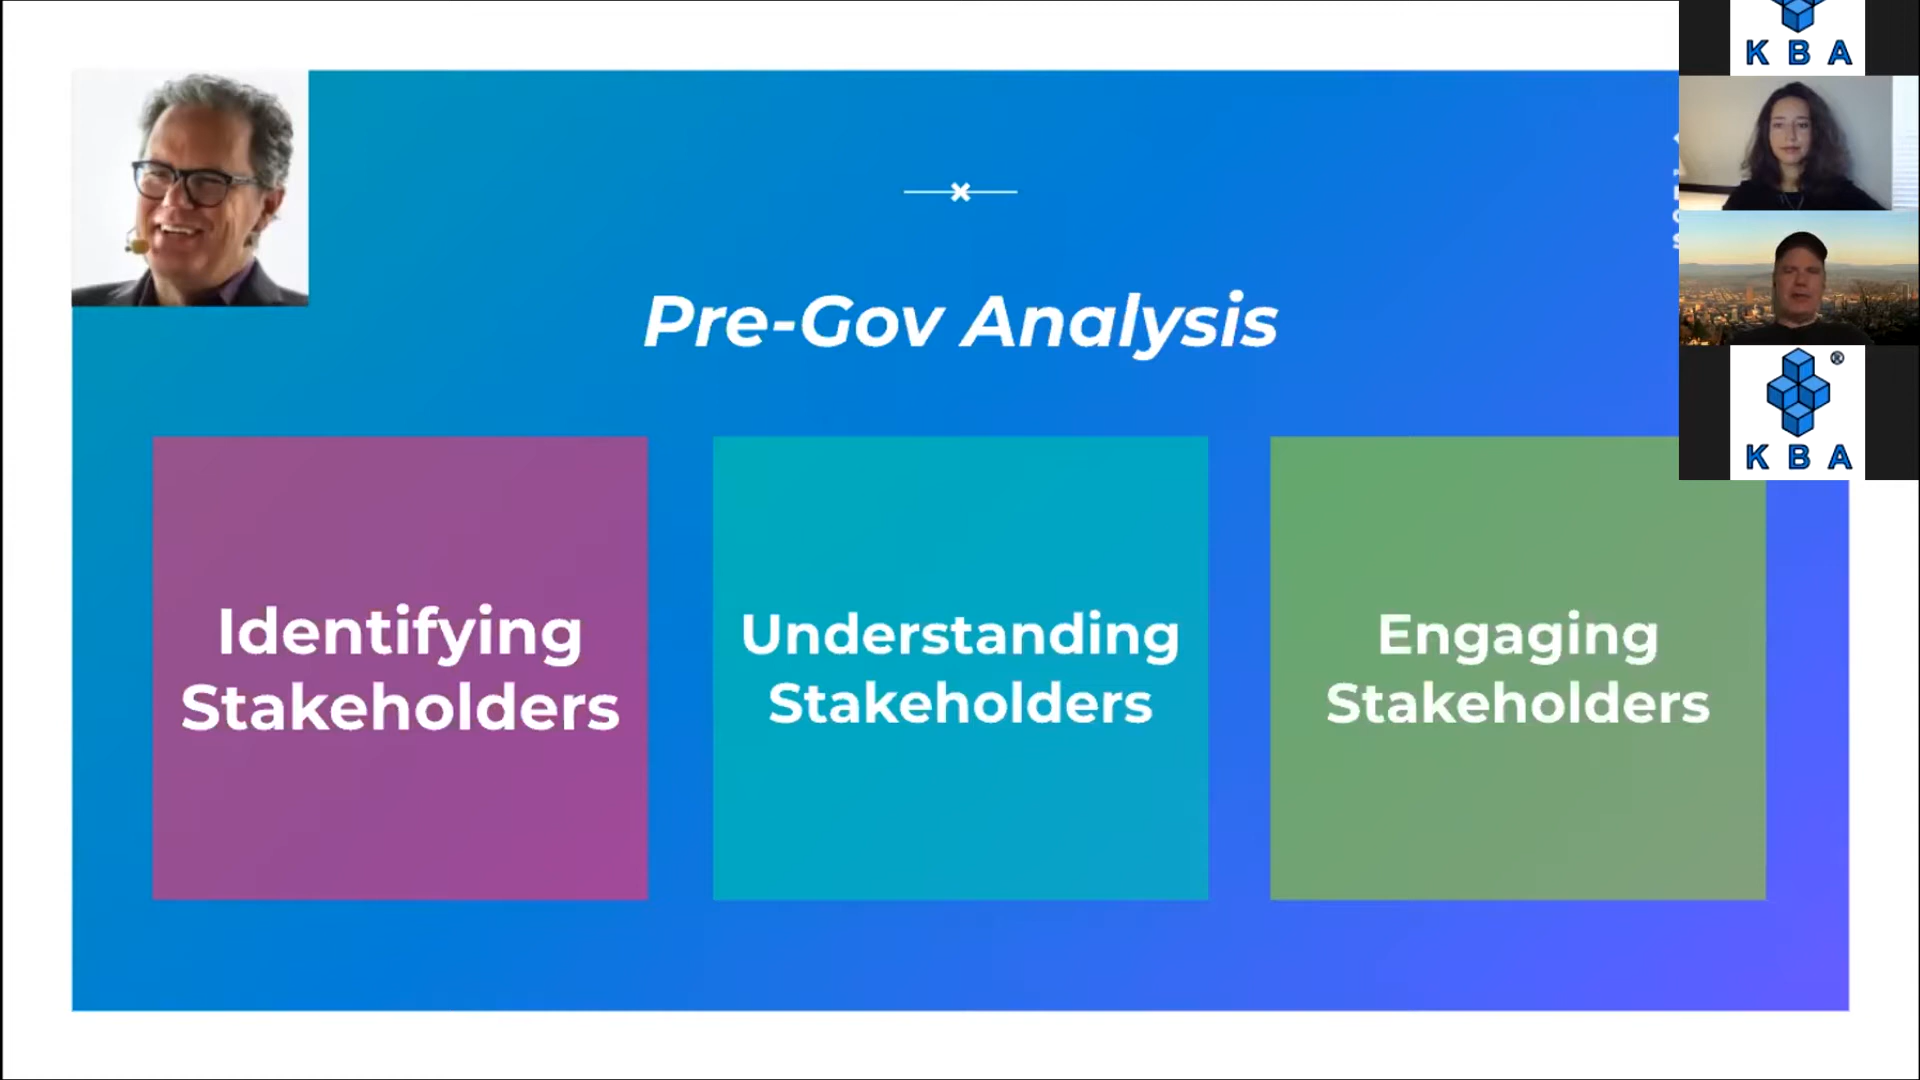 Pre-Gov Analysis
Identifying
Stakeholders
Understanding
Stakeholders
Engaging
Stakeholders
K B A
®
K B A